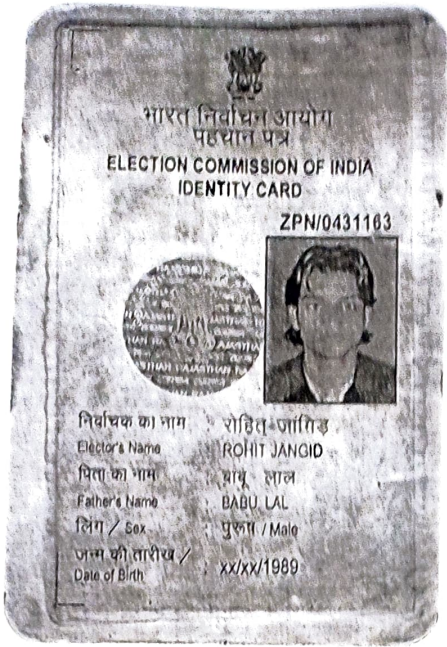 भारत निर्वाचन आयोग
पहचान पत्र
ELECTION COMMISSION OF INDIA
IDENTITY CARD
ZPN/0431163
निर्वाचक का नाम : रोहित जांगिड़
Elector's Name : ROHIT JANGID
पिता का नाम : बाबू लाल
Father's Name : BABU LAL
लिंग / Sex : पुरूष / Male
जन्म की तारीख /
Date of Birth : xx/xx/1989